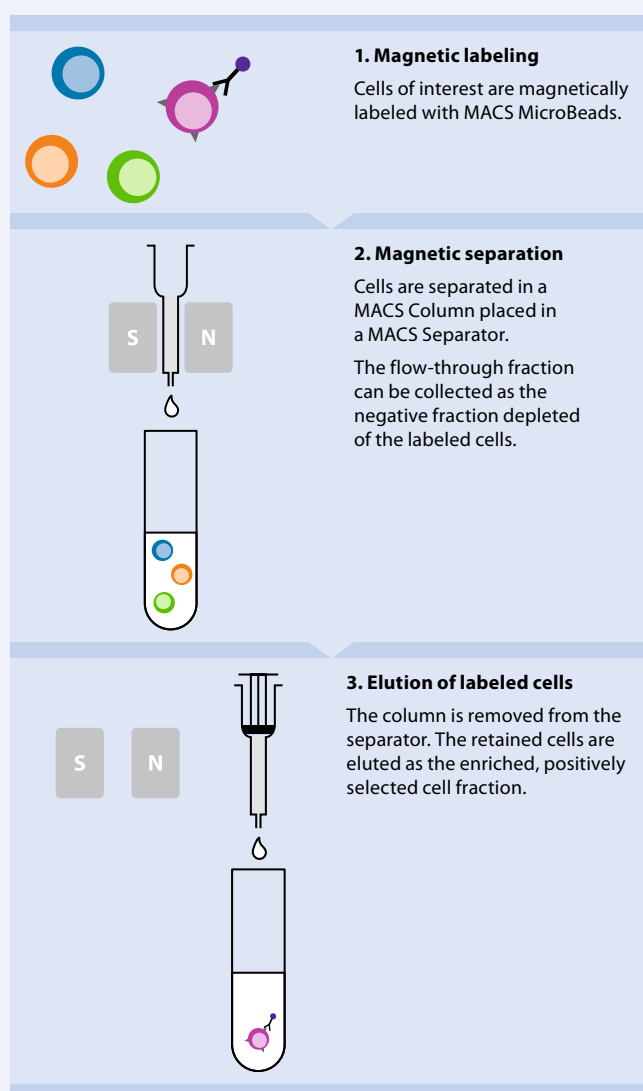 1. Magnetic labeling
Cells of interest are magnetically
labeled with MACS MicroBeads.
2. Magnetic separation
Cells are separated in a
MACS Column placed in
a MACS Separator.
The flow-through fraction
can be collected as the
negative fraction depleted
of the labeled cells.
S N
3. Elution of labeled cells
The column is removed from the
separator. The retained cells are
eluted as the enriched, positively
selected cell fraction.
S N